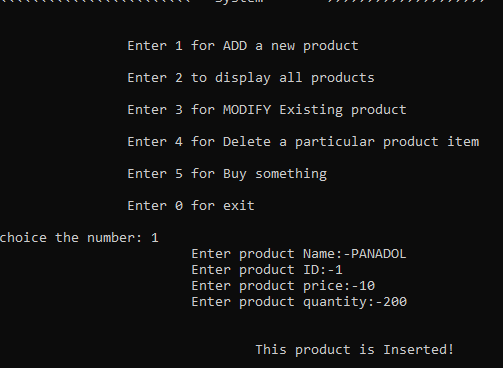 System
Enter 1 for ADD a new product
Enter 2 to display all products
Enter 3 for MODIFY Existing product
Enter 4 for Delete a particular product item
Enter 5 for Buy something
Enter 0 for exit
choice the number: 1
Enter product Name:-PANADOL
Enter product ID:-1
Enter product price:-10
Enter product quantity:-200
This product is Inserted!